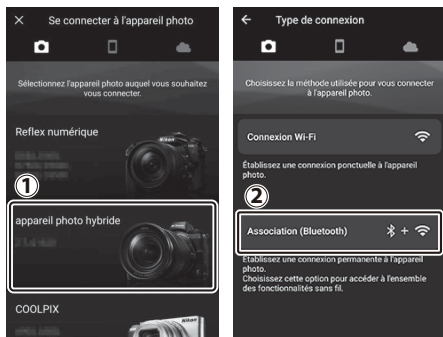 Se connecter à l'appareil photo
Sélectionnez l'appareil photo auquel vous souhaitez
vous connecter.
Reflex numérique
1
appareil photo hybride
COOLPIX
Nikon
Type de connexion
Choisissez la méthode utilisée pour vous connecter
à l'appareil photo.
Connexion Wi-Fi
Établissez une connexion ponctuelle à l'appareil
photo.
2
Association (Bluetooth)
+
Établissez une connexion permanente à l'appareil
photo.
Choisissez cette option pour accéder à l'ensemble
des fonctionnalités sans fil.